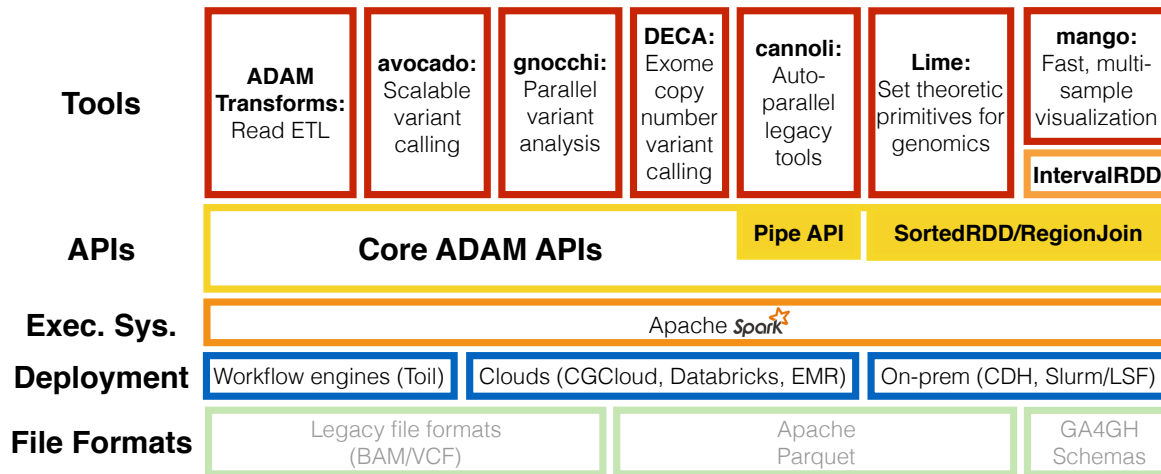 Tools
ADAM
Transforms:
Read ETL
avocado:
Scalable
variant
calling
gnocchi:
Parallel
variant
analysis
DECA:
Exome
copy
number
variant
calling
cannoli:
Auto-
parallel
legacy
tools
Lime:
Set theoretic
primitives for
genomics
mango:
Fast, multi-
sample
visualization
IntervalRDD
APIs
Core ADAM APIs
Pipe API
SortedRDD/RegionJoin
Exec. Sys.
Apache Spark
Deployment
Workflow engines (Toil)
Clouds (CGCloud, Databricks, EMR)
On-prem (CDH, Slurm/LSF)
File Formats
Legacy file formats
(BAM/VCF)
Apache
Parquet
GA4GH
Schemas